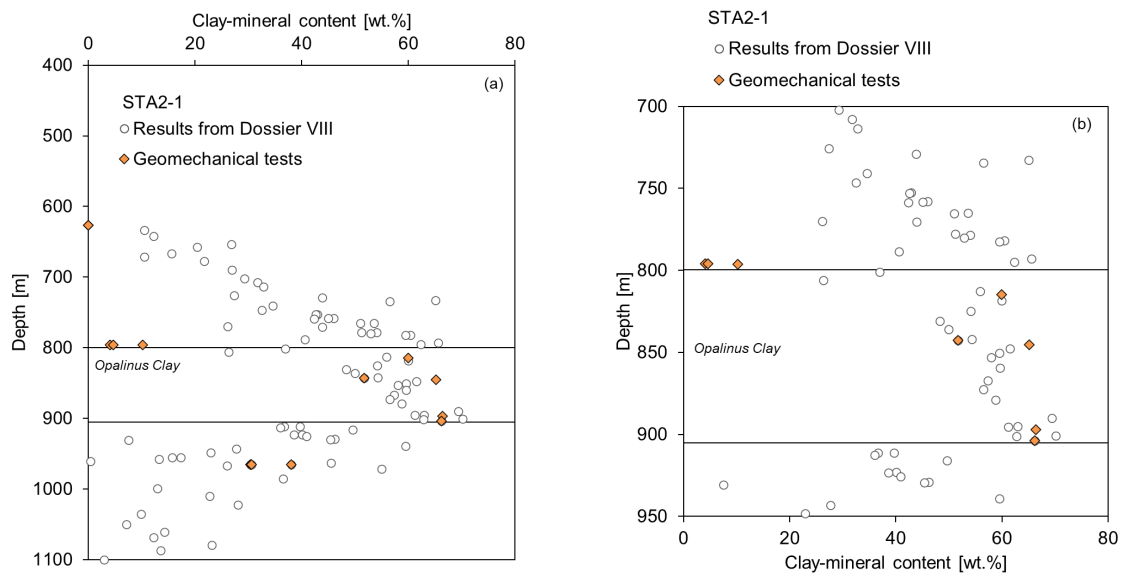 Clay-mineral content [wt.%]
0 20 40 60 80
400
500
600
700
800
900
1000
1100
Depth [m]
(a)
STA2-1
Results from Dossier VIII
Geomechanical tests
Opalinus Clay
STA2-1
Results from Dossier VIII
Geomechanical tests
700
750
800
850
900
950
Depth [m]
(b)
Opalinus Clay
0 20 40 60 80
Clay-mineral content [wt.%]